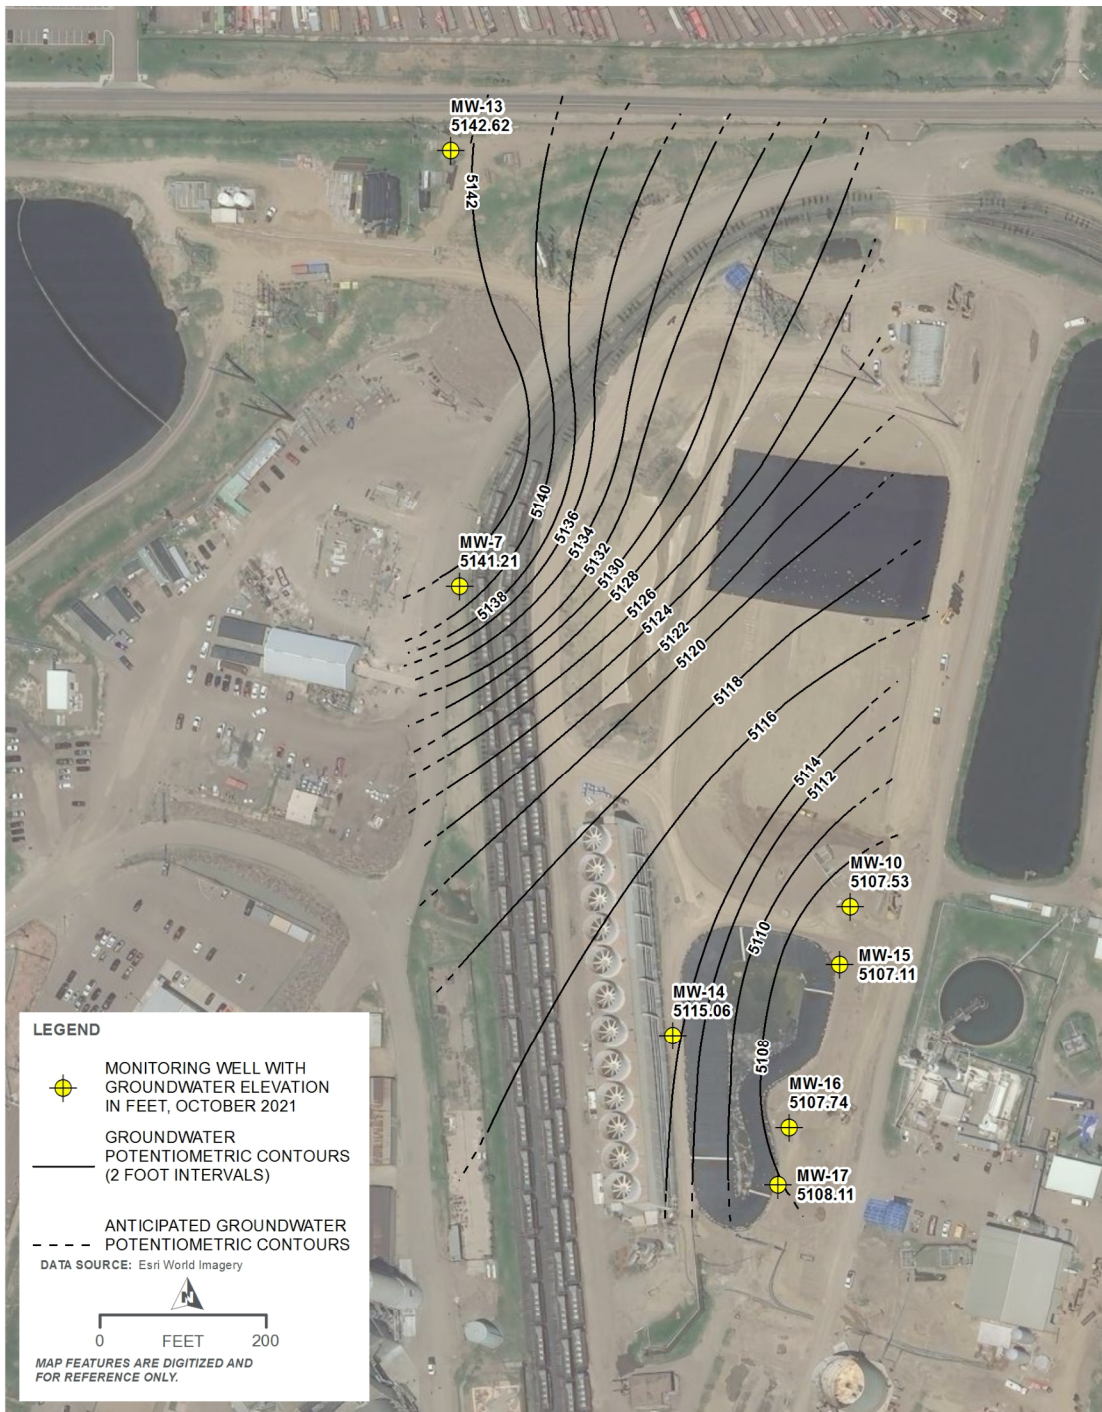 MW-13
5142.62
5142
5140
MW-7
5141.21
5136
5134
5132
5130
5128
5138
5126
5124
5122
5120
5118
5116
5114
5112
MW-10
5107.53
5110
MW-15
5107.11
MW-14
5115.06
5108
MW-16
5107.74
MW-17
5108.11
LEGEND
MONITORING WELL WITH
GROUNDWATER ELEVATION
IN FEET, OCTOBER 2021
GROUNDWATER
POTENTIOMETRIC CONTOURS
(2 FOOT INTERVALS)
ANTICIPATED GROUNDWATER
POTENTIOMETRIC CONTOURS
DATA SOURCE: Esri World Imagery
N
0 FEET 200
MAP FEATURES ARE DIGITIZED AND
FOR REFERENCE ONLY.